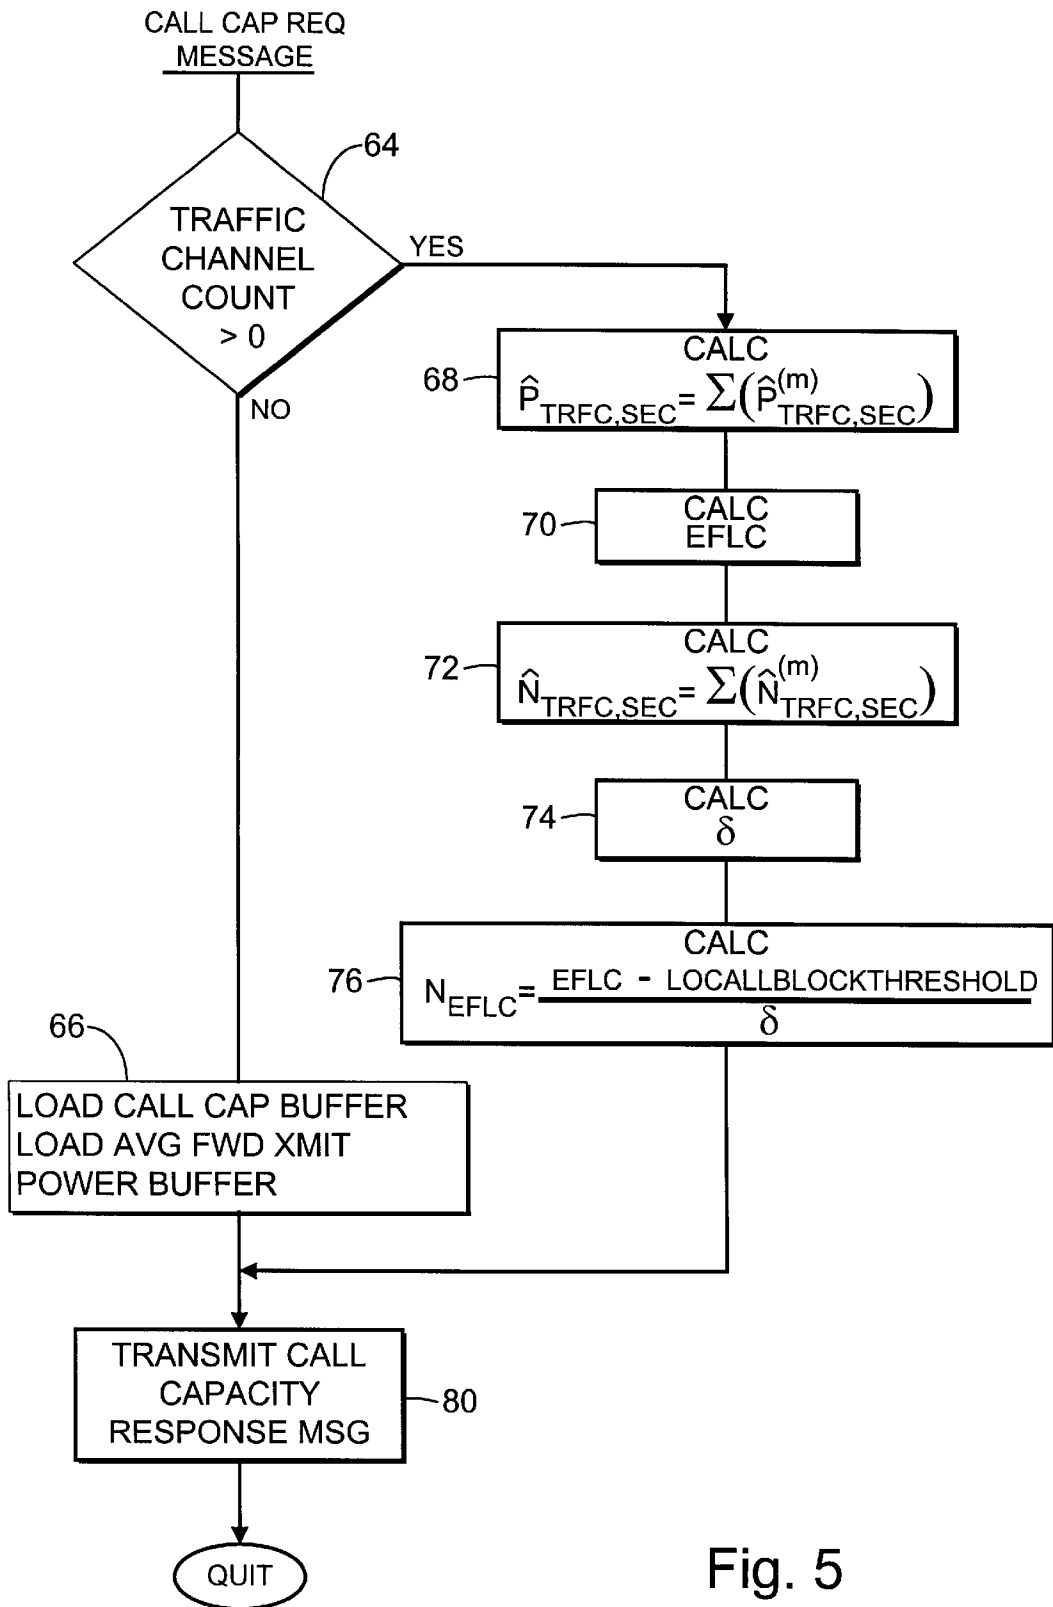 CALL CAP REQ
MESSAGE
64
TRAFFIC
CHANNEL
COUNT
> 0
YES
NO
68
CALC
P̂TRFC,SEC = Σ(P̂(m)TRFC,SEC)
70
CALC
EFLC
72
CALC
N̂TRFC,SEC = Σ(N̂(m)TRFC,SEC)
74
CALC
δ
76
CALC
NEFLC = EFLC - LOCALLBLOCKTHRESHOLD
δ
66
LOAD CALL CAP BUFFER
LOAD AVG FWD XMIT
POWER BUFFER
TRANSMIT CALL
CAPACITY
RESPONSE MSG
80
QUIT
Fig. 5